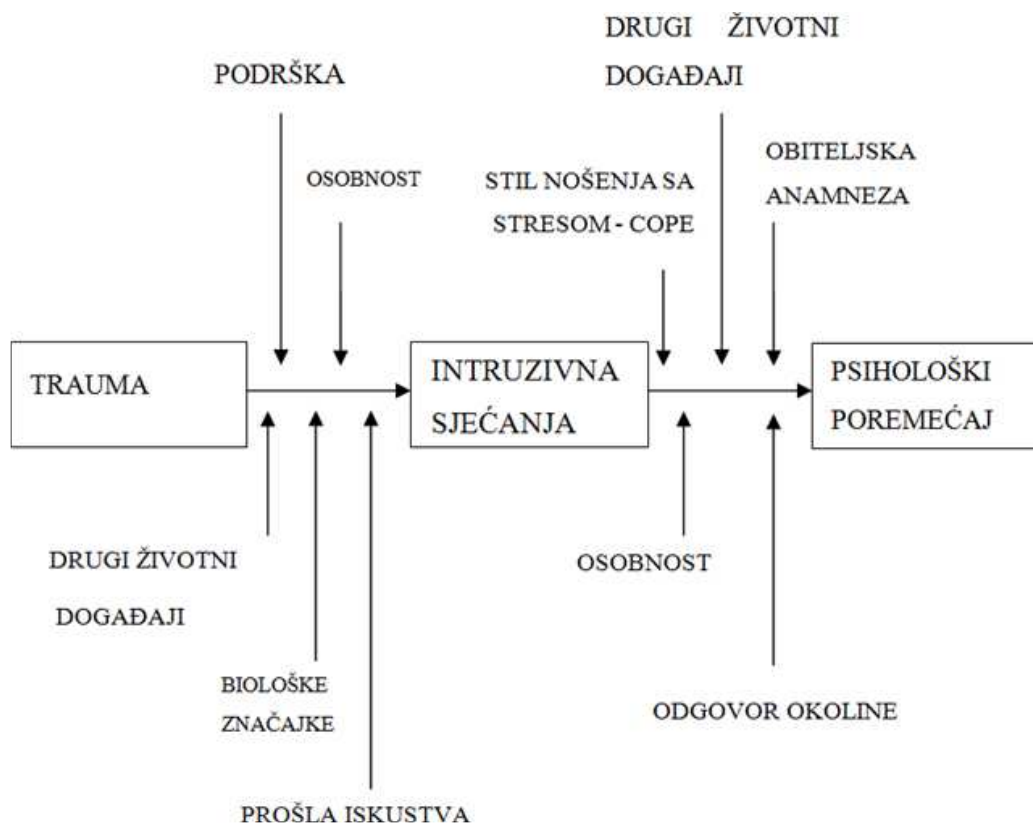 DRUGI ŽIVOTNI
DOGAĐAJI
PODRŠKA
OBITELJSKA
ANAMNEZA
OSOBNOST
STIL NOŠENJA SA
STRESOM - COPE
TRAUMA
INTRUZIVNA
SJEĆANJA
PSIHOLOŠKI
POREMEĆAJ
DRUGI ŽIVOTNI
DOGAĐAJI
OSOBNOST
BIOLOŠKE
ZNAČAJKE
ODGOVOR OKOLINE
PROŠLA ISKUSTVA